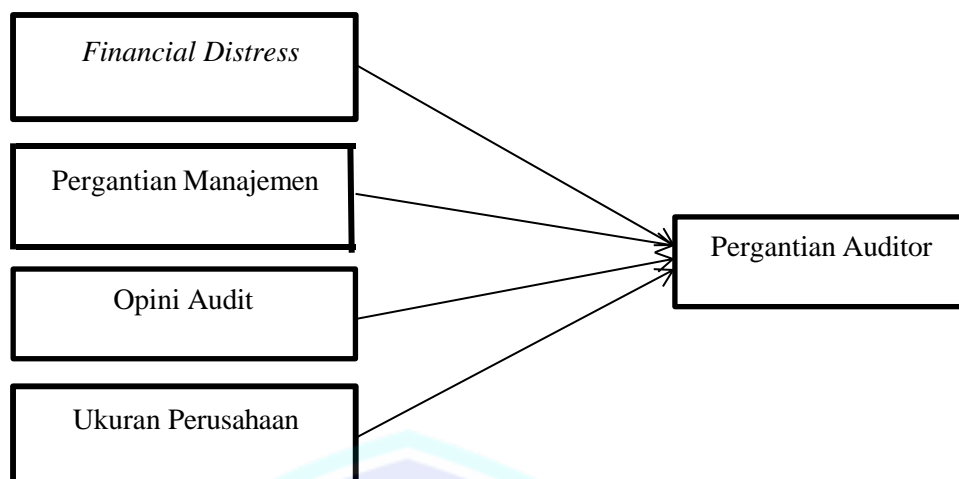 Financial Distress
Pergantian Manajemen
Opini Audit
Ukuran Perusahaan
Pergantian Auditor